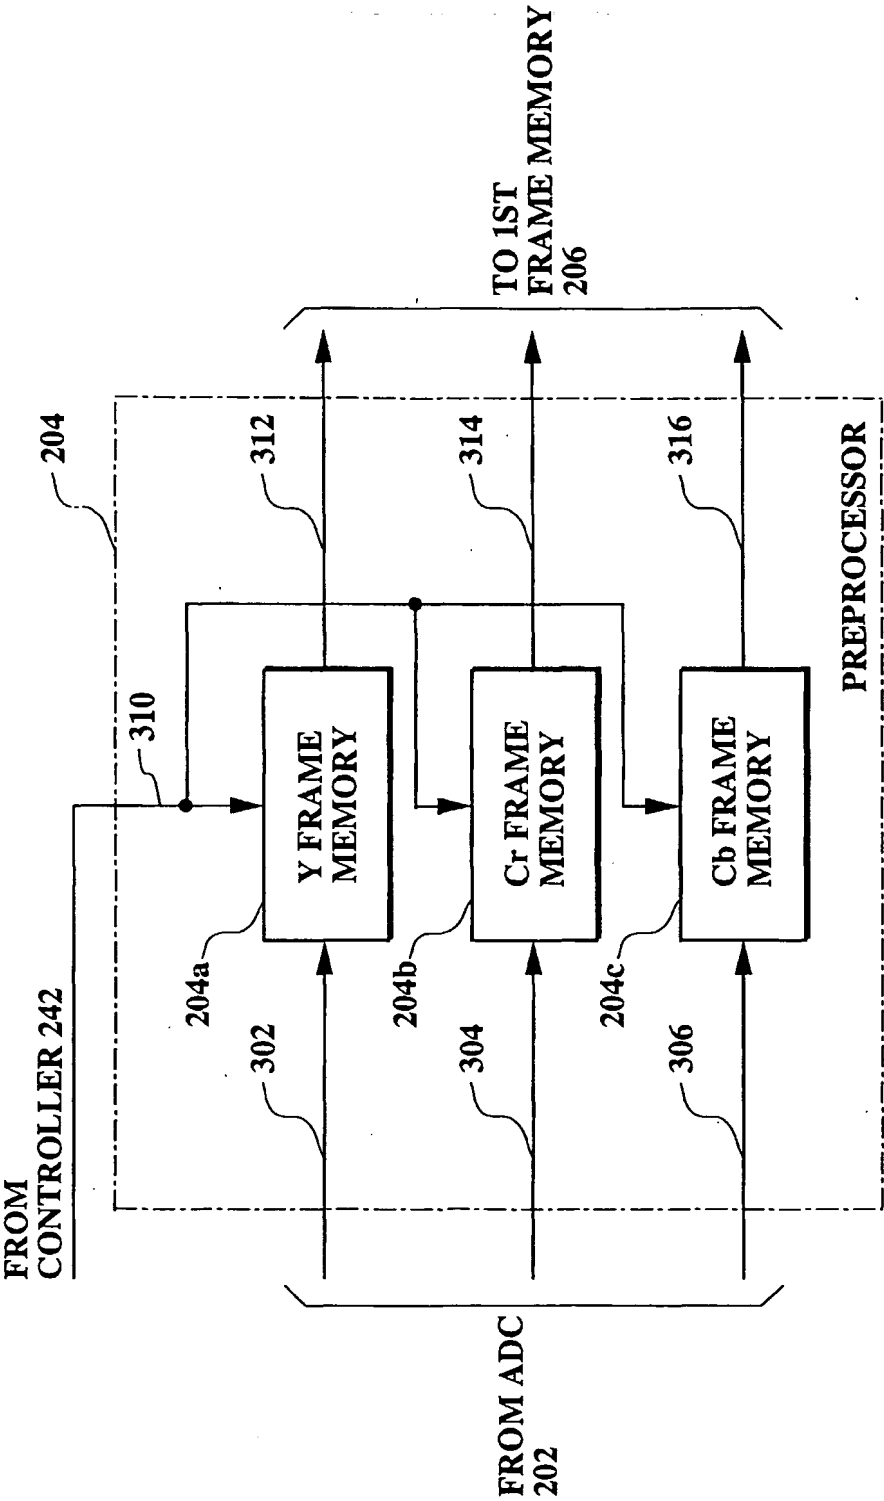 FROM
CONTROLLER 242
310
204
204a
302
Y FRAME
MEMORY
312
FROM ADC
202
204b
304
Cr FRAME
MEMORY
314
TO 1ST
FRAME MEMORY
206
204c
306
Cb FRAME
MEMORY
316
PREPROCESSOR